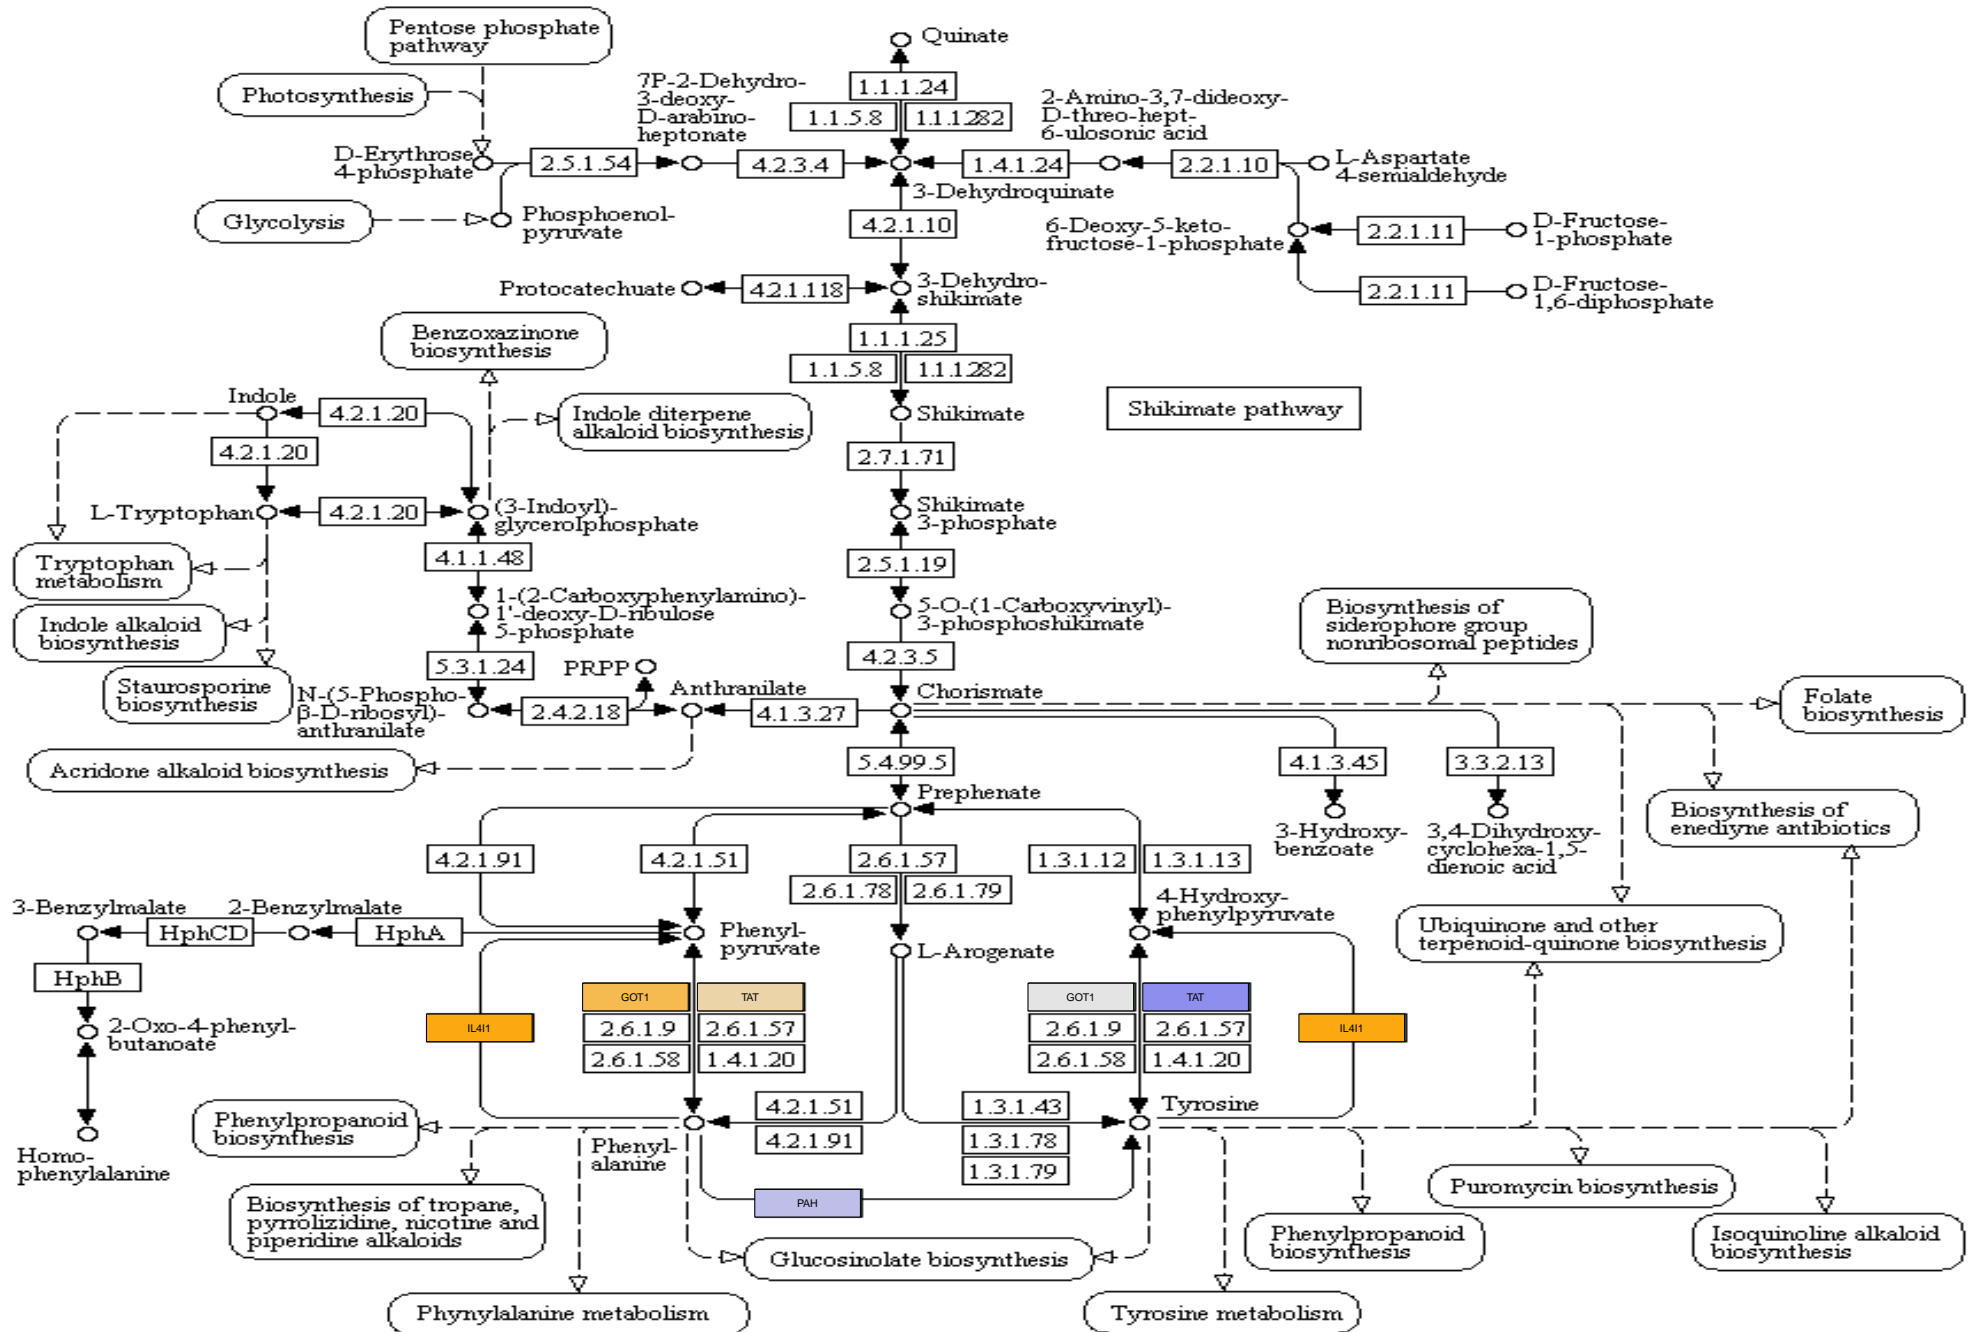 Pentose phosphate
pathway
Photosynthesis
Quinate
1.1.1.24
1.1.5.8
1.1.1.282
7P-2-Dehydro-
3-deoxy-
D-arabino-
heptonate
2-Amino-3,7-dideoxy-
D-threo-hept-
6-ulosonic acid
D-Erythrose
4-phosphate
2.5.1.54
4.2.3.4
1.4.1.24
2.2.1.10
L-Aspartate
4-semialdehyde
3-Dehydroquinate
Glycolysis
Phosphoenol-
pyruvate
4.2.1.10
6-Deoxy-5-keto-
fructose-1-phosphate
2.2.1.11
D-Fructose-
1-phosphate
Protocatechuate
4.2.1.118
3-Dehydro-
shikimate
2.2.1.11
D-Fructose-
1,6-diphosphate
Benzoxazinone
biosynthesis
1.1.1.25
1.1.5.8
1.1.1.282
Indole
4.2.1.20
4.2.1.20
Indole diterpene
alkaloid biosynthesis
Shikimate
Shikimate pathway
2.7.1.71
L-Tryptophan
4.2.1.20
(3-Indoyl)-
glycerolphosphate
Shikimate
3-phosphate
Tryptophan
metabolism
4.1.1.48
2.5.1.19
Indole alkaloid
biosynthesis
1-(2-Carboxyphenylamino)-
1'-deoxy-D-ribulose
5-phosphate
5-O-(1-Carboxyvinyl)-
3-phosphoshikimate
Biosynthesis of
siderophore group
nonribosomal peptides
5.3.1.24
PRPP
4.2.3.5
Staurosporine
biosynthesis
N-(5-Phospho-
β-D-ribosyl)-
anthranilate
2.4.2.18
Anthranilate
4.1.3.27
Chorismate
Folate
biosynthesis
Acridone alkaloid biosynthesis
5.4.99.5
4.1.3.45
3.3.2.13
Prephenate
3-Hydroxy-
benzoate
3,4-Dihydroxy-
cyclohexa-1,5-
dienoic acid
Biosynthesis of
enediyne antibiotics
4.2.1.91
4.2.1.51
2.6.1.57
2.6.1.78
2.6.1.79
1.3.1.12
1.3.1.13
3-Benzylmalate
2-Benzylmalate
HphCD
HphA
Phenyl-
pyruvate
4-Hydroxy-
phenylpyruvate
Ubiquinone and other
terpenoid-quinone biosynthesis
HphB
L-Arogenate
GOT1
TAT
GOT1
TAT
2-Oxo-4-phenyl-
butanoate
IL4I1
2.6.1.9
2.6.1.57
2.6.1.9
2.6.1.57
IL4I1
2.6.1.58
1.4.1.20
2.6.1.58
1.4.1.20
Phenylpropanoid
biosynthesis
4.2.1.51
4.2.1.91
1.3.1.43
1.3.1.78
1.3.1.79
Tyrosine
Homo-
phenylalanine
Phenyl-
alanine
Biosynthesis of tropane,
pyrrolizidine, nicotine and
piperidine alkaloids
PAH
Puromycin biosynthesis
Glucosinolate biosynthesis
Phenylpropanoid
biosynthesis
Isoquinoline alkaloid
biosynthesis
Phynylalanine metabolism
Tyrosine metabolism